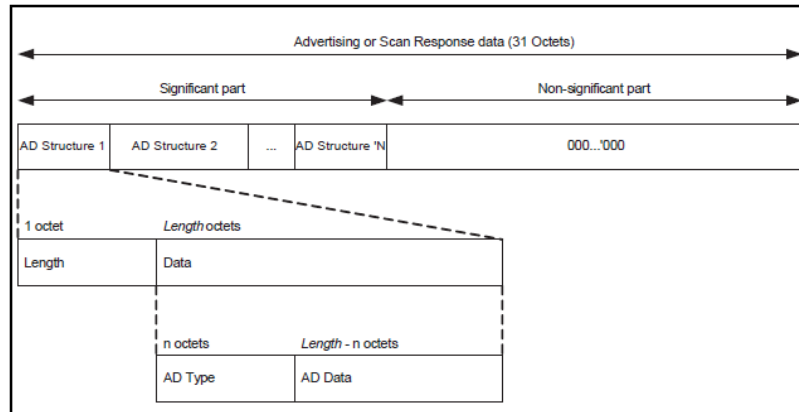 Advertising or Scan Response data (31 Octets)
Significant part
Non-significant part
AD Structure 1
AD Structure 2
...
AD Structure 'N
000...'000
1 octet
Length octets
Length
Data
n octets
Length - n octets
AD Type
AD Data